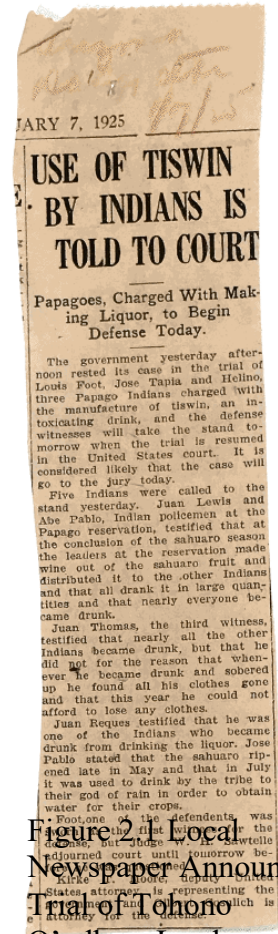 UARY 7, 1925
USE OF TISWIN
BY INDIANS IS
TOLD TO COURT
Papagoes, Charged With Mak-
ing Liquor, to Begin
Defense Today.
The government yesterday after-
noon rested its case in the trial of
Louis Foot, Jose Tapia and Helino,
three Papago Indians charged with
the manufacture of tiswin, an in-
toxicating drink, and the defense
witnesses will take the stand to-
morrow when the trial is resumed
in the United States court. It is
considered likely that the case will
go to the jury today.
Five Indians were called to the
stand yesterday. Juan Lewis and
Abe Pablo, Indian policemen at the
Papago reservation, testified that at
the conclusion of the sahuaro season
the leaders at the reservation made
wine out of the sahuaro fruit and
distributed it to the other Indians
and that all drank it in large quan-
tities and that nearly everyone be-
came drunk.
Juan Thomas, the third witness,
testified that nearly all the other
Indians became drunk, but that he
did not for the reason that when-
ever he became drunk and sobered
up he found all his clothes gone
and that this year he could not
afford to lose any clothes.
Juan Reques testified that he was
one of the Indians who became
drunk from drinking the liquor. Jose
Pablo stated that the sahuaro rip-
ened late in May and that in July
it was used to drink by the tribe to
their god of rain in order to obtain
water for their crops.
Foot, one of the defendents, was
defense, but Judge W. H. Sawtelle
adjourned court until tomorrow be-
Kirke Moore, deputy United
States attorney, is representing the
attorney for the defense.
Figure 2.1 Local
Newspaper Announ
Trial of Tohono